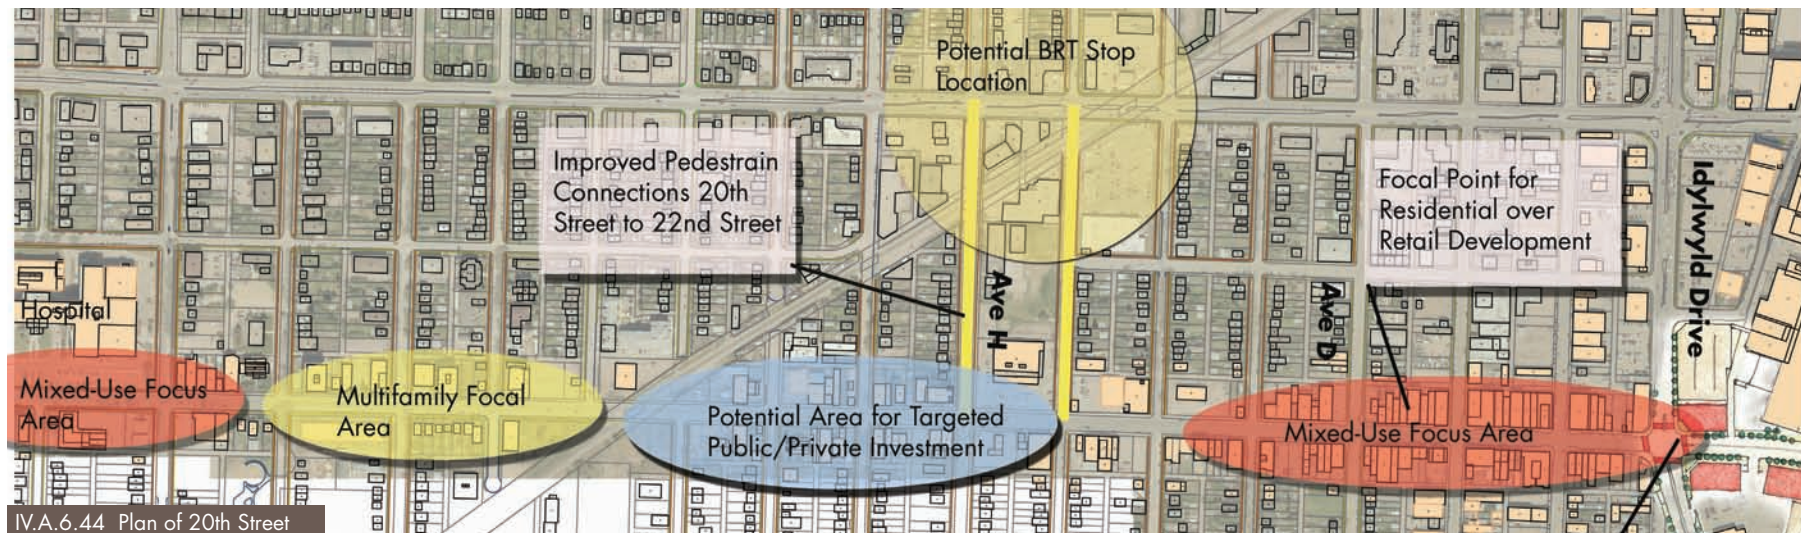 Potential BRT Stop
Location
Improved Pedestrain
Connections 20th
Street to 22nd Street
Focal Point for
Residential over
Retail Development
Idylwyld Drive
Ave H
Ave D
Hospital
Mixed-Use Focus
Area
Multifamily Focal
Area
Potential Area for Targeted
Public/Private Investment
Mixed-Use Focus Area
IV.A.6.44 Plan of 20th Street